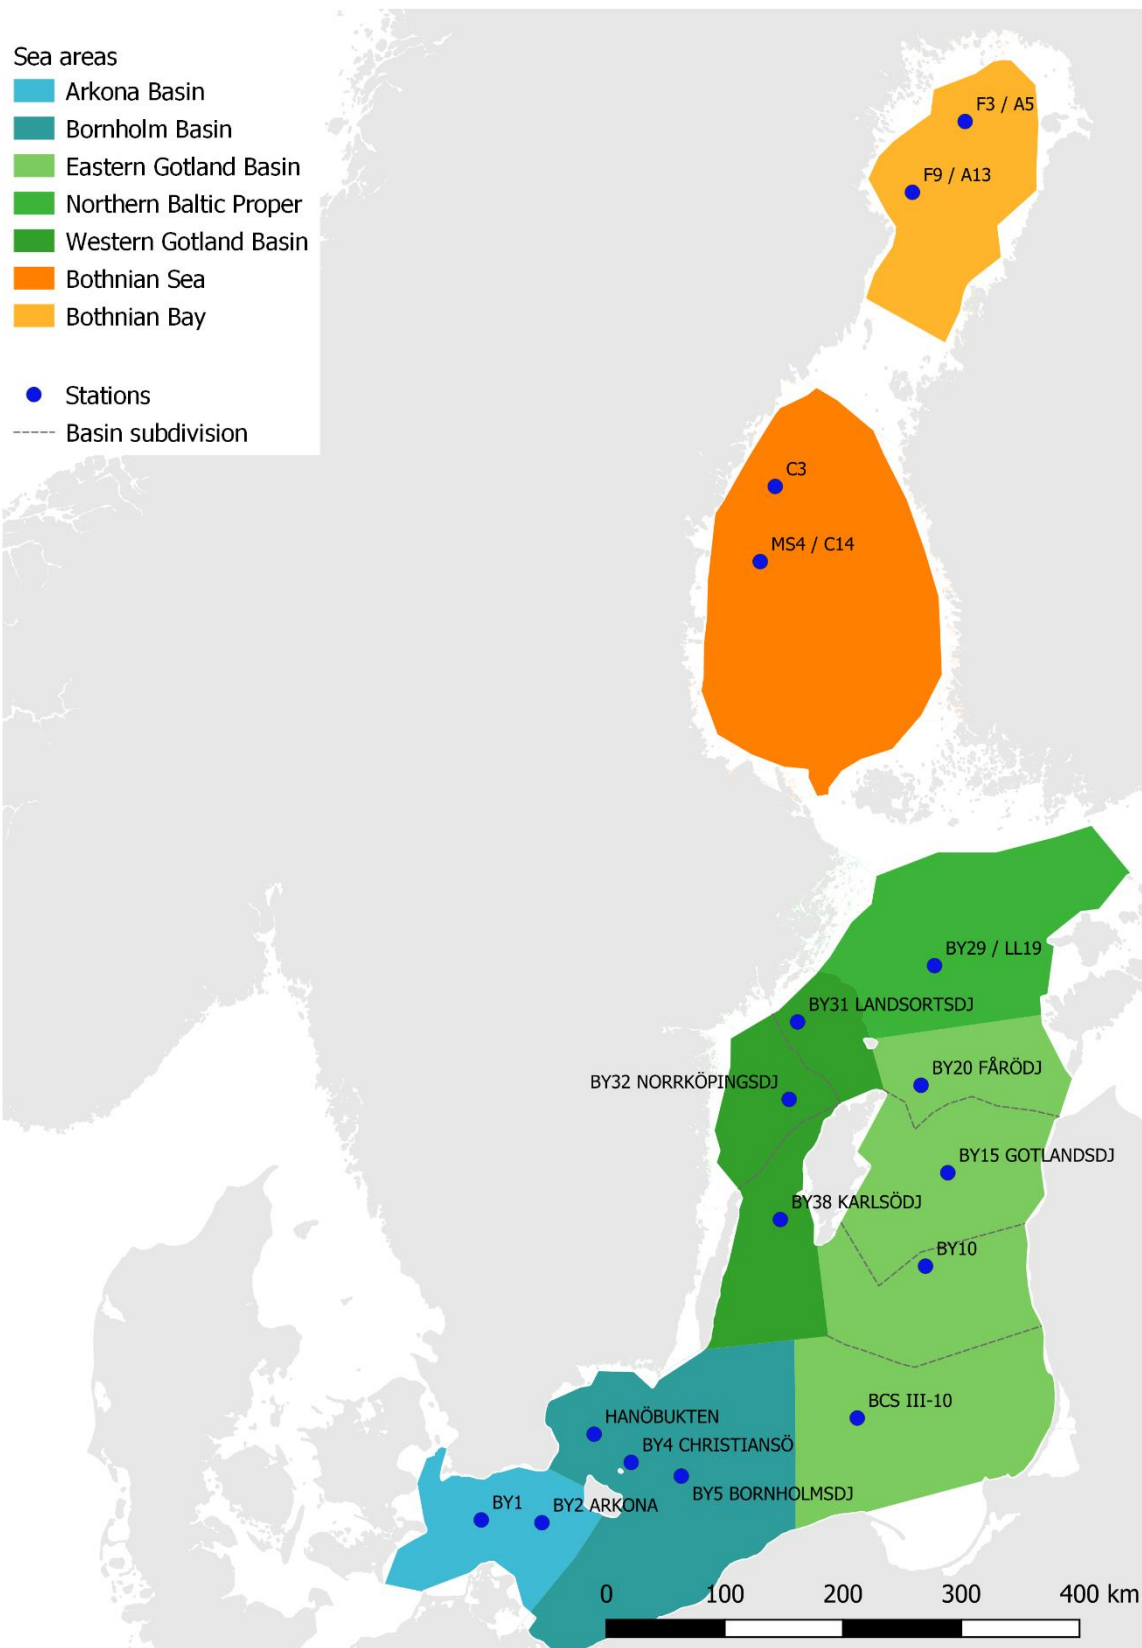 Sea areas
Arkona Basin
Bornholm Basin
Eastern Gotland Basin
Northern Baltic Proper
Western Gotland Basin
Bothnian Sea
Bothnian Bay
Stations
Basin subdivision
F3 / A5
F9 / A13
C3
MS4 / C14
BY29 / LL19
BY31 LANDSORTSDJ
BY20 FÅRÖDJ
BY32 NORRKÖPINGSDJ
BY15 GOTLANDSDJ
BY38 KARLSÖDJ
BY10
BCS III-10
HANÖBUKTEN
BY4 CHRISTIANSÖ
BY5 BORNHOLMSDJ
BY1
BY2 ARKONA
0 100 200 300 400 km